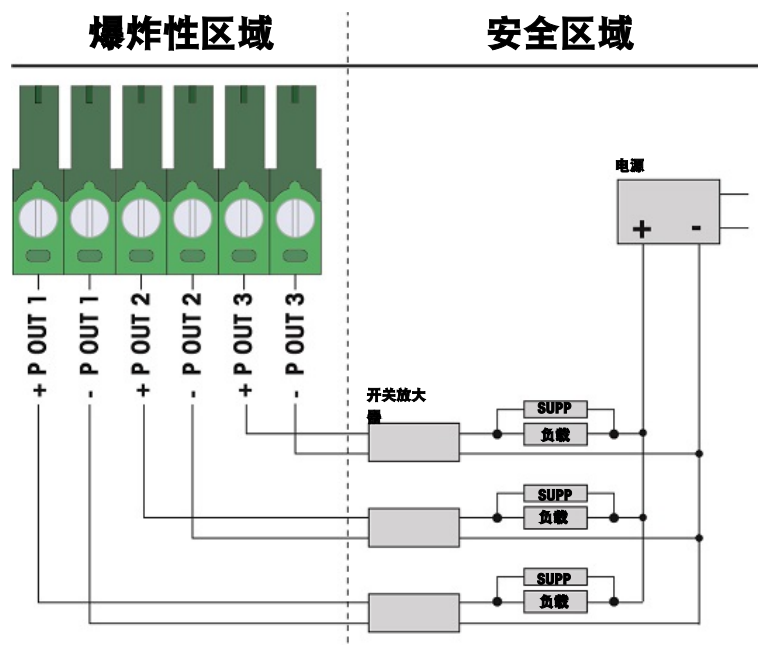 爆炸性区域
安全区域
电源
+ -
+ P OUT 1
- P OUT 1
+ P OUT 2
- P OUT 2
+ P OUT 3
- P OUT 3
开关放大
器
SUPP
负载
SUPP
负载
SUPP
负载